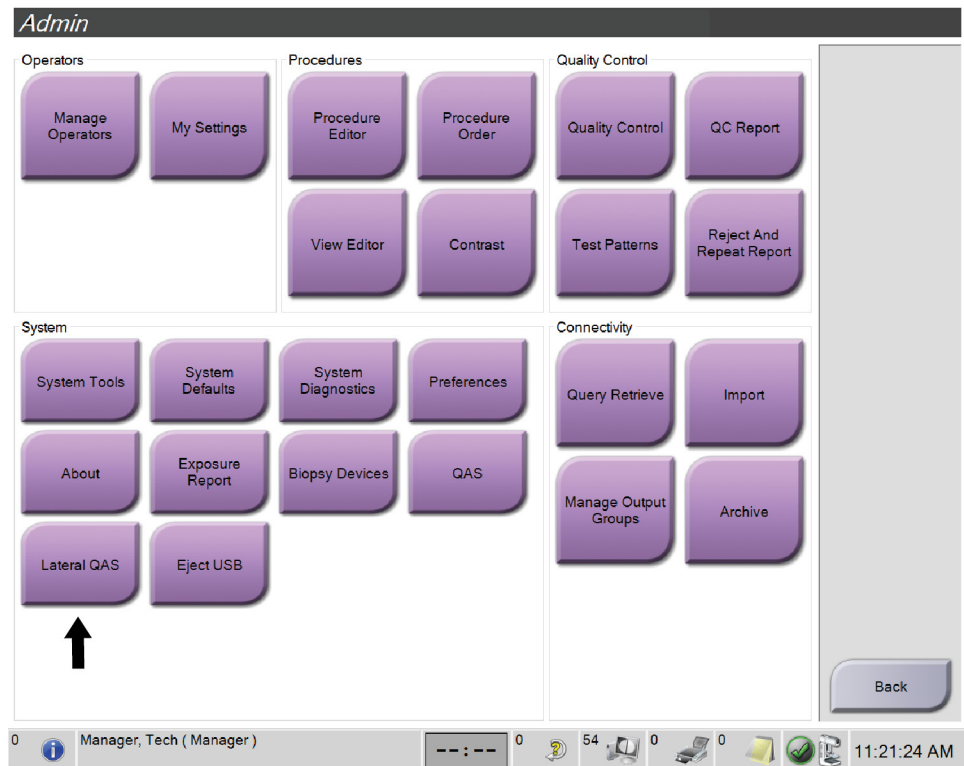 Admin
Operators
Manage
Operators
My Settings
Procedures
Procedure
Editor
Procedure
Order
View Editor
Contrast
Quality Control
Quality Control
QC Report
Test Patterns
Reject And
Repeat Report
System
System Tools
System
Defaults
System
Diagnostics
Preferences
About
Exposure
Report
Biopsy Devices
QAS
Lateral QAS
Eject USB
Connectivity
Query Retrieve
Import
Manage Output
Groups
Archive
Back
0
Manager, Tech ( Manager )
--:--
0
54
0
0
11:21:24 AM